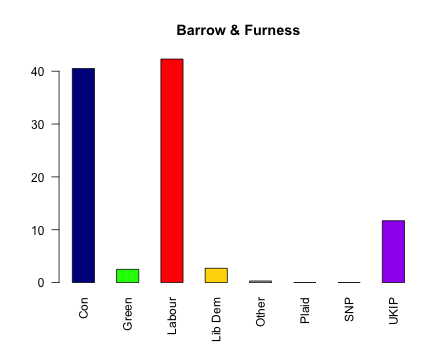 Barrow & Furness
40
30
20
10
0
Con
Green
Labour
Lib Dem
Other
Plaid
SNP
UKIP